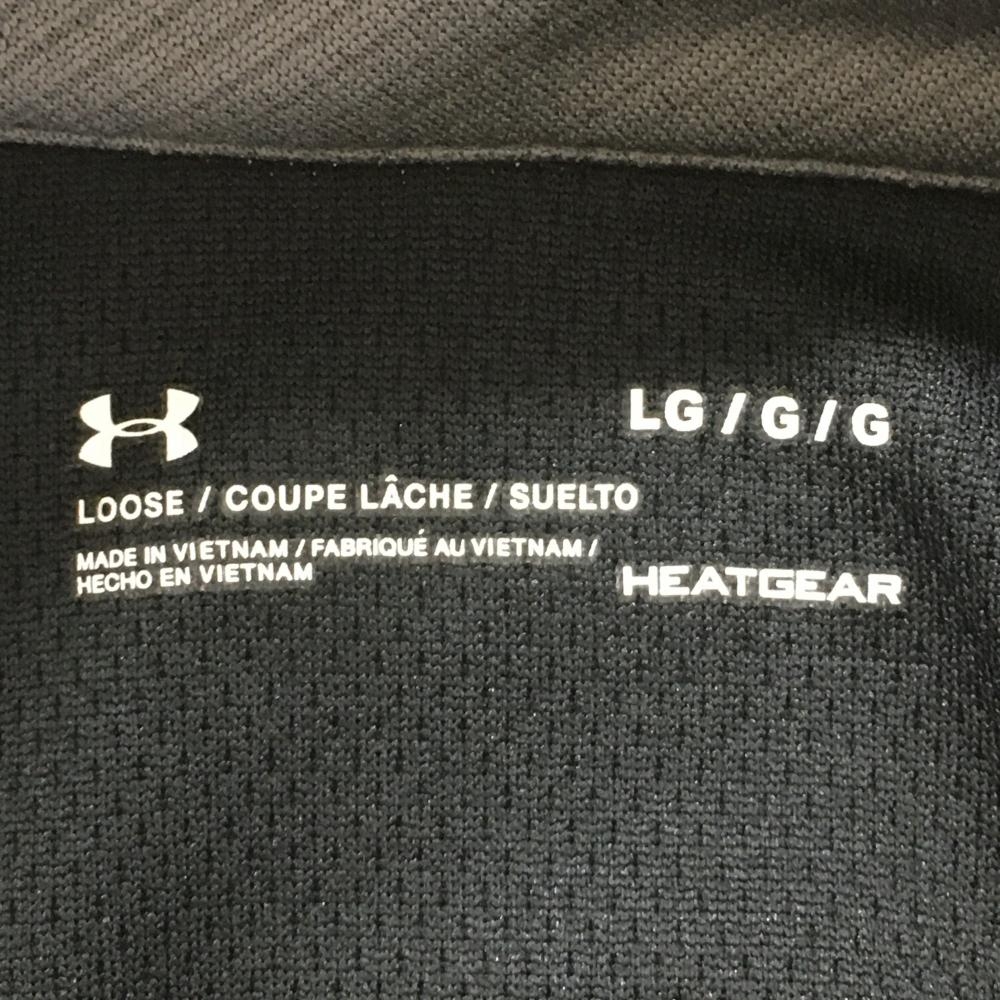 LG / G / G
LOOSE / COUPE LÂCHE / SUELTO
MADE IN VIETNAM / FABRIQUÉ AU VIETNAM /
HECHO EN VIETNAM
HEATGEAR